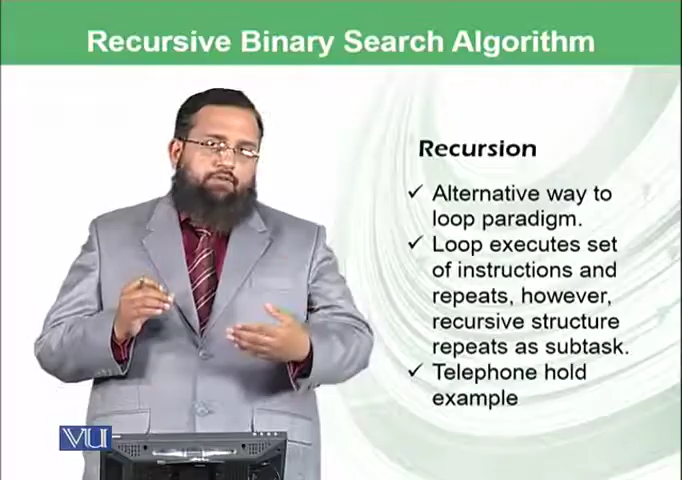 Recursive Binary Search Algorithm
Recursion
✓ Alternative way to
loop paradigm.
✓ Loop executes set
of instructions and
repeats, however,
recursive structure
repeats as subtask.
✓ Telephone hold
example
VU